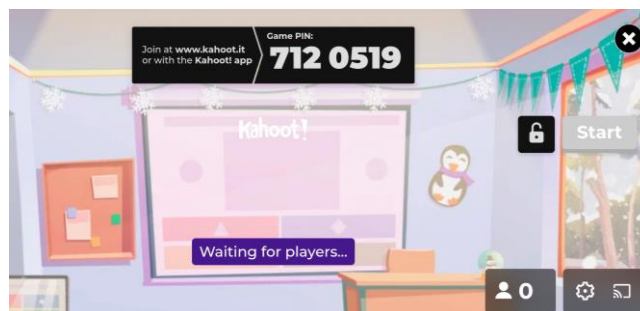 Join at www.kahoot.it
or with the Kahoot! app
Game PIN:
712 0519
Kahoot!
Start
Waiting for players...
0